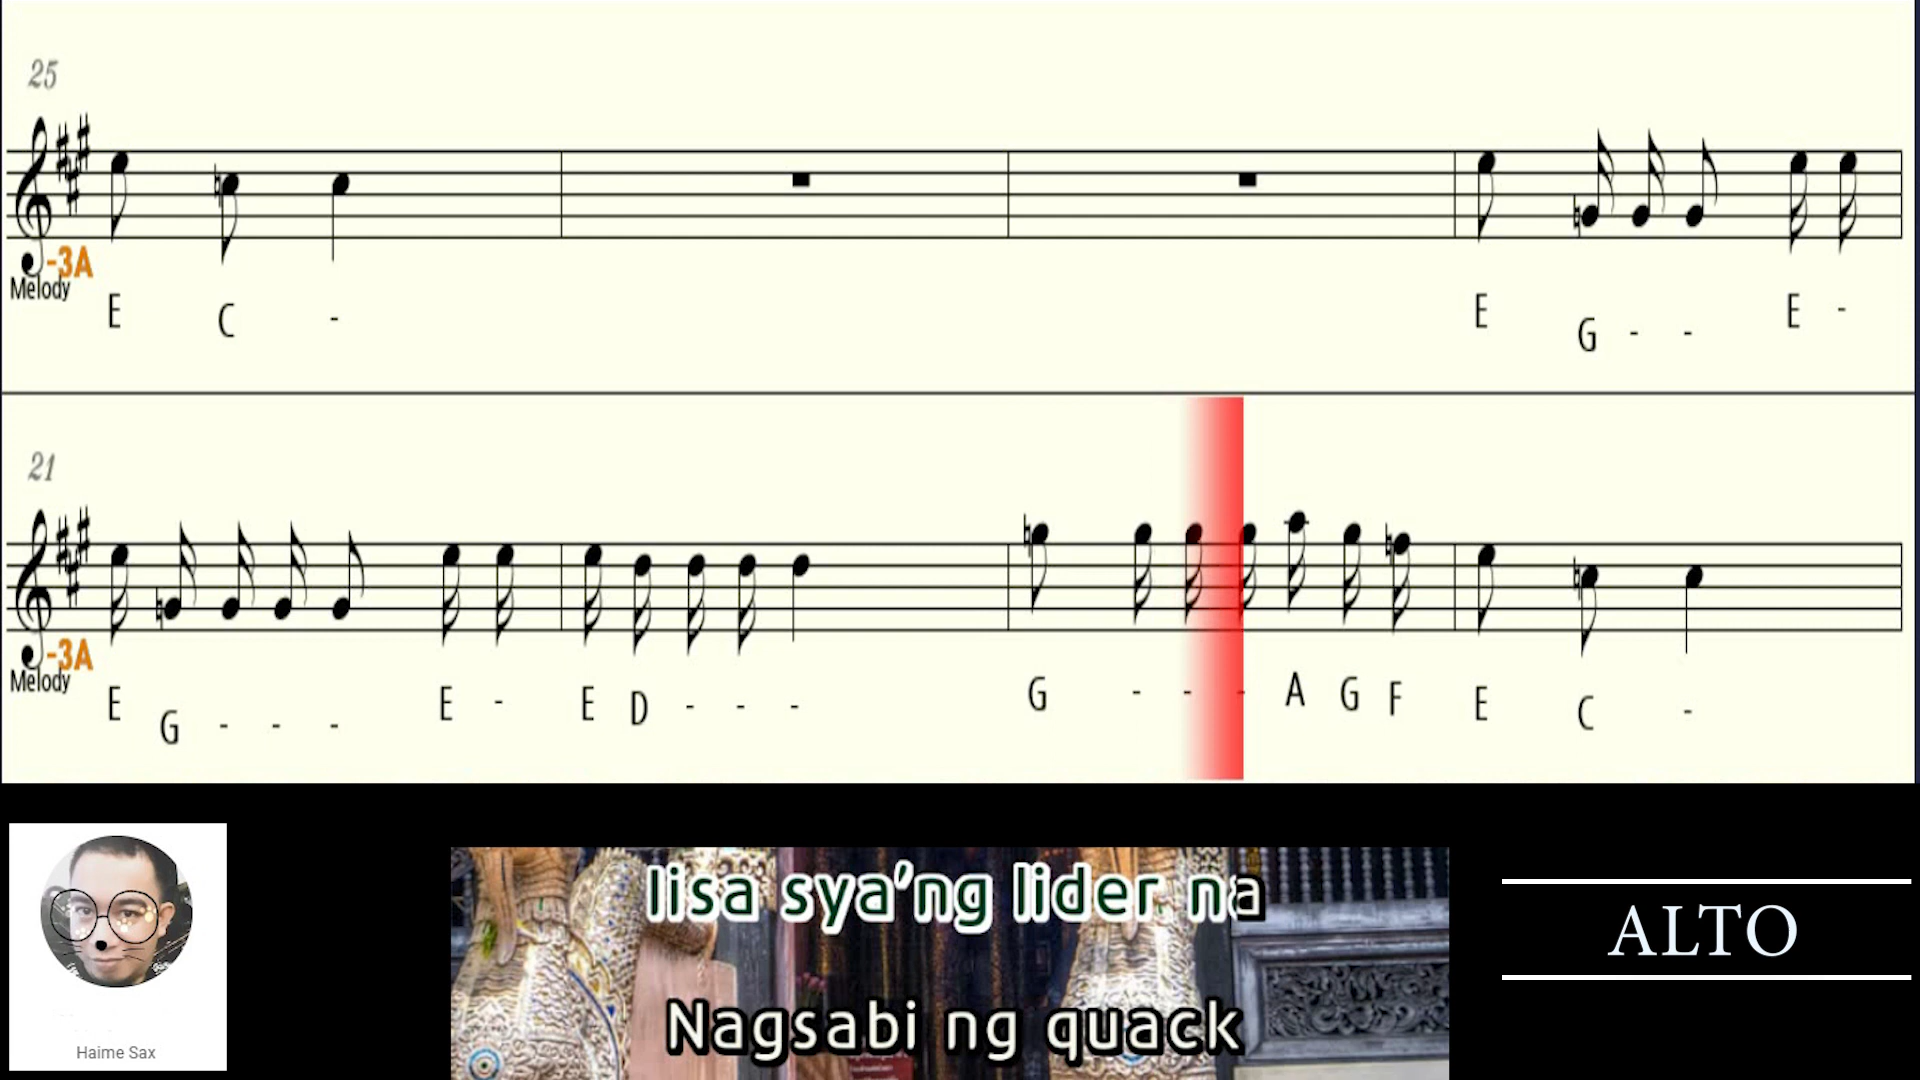 25
-3A
Melody
E C - E G - - E -
21
-3A
Melody
E G - - - E - E D - - - G - - - A G F E C -
Iisa sya'ng lider na
Nagsabi ng quack
ALTO
Haime Sax